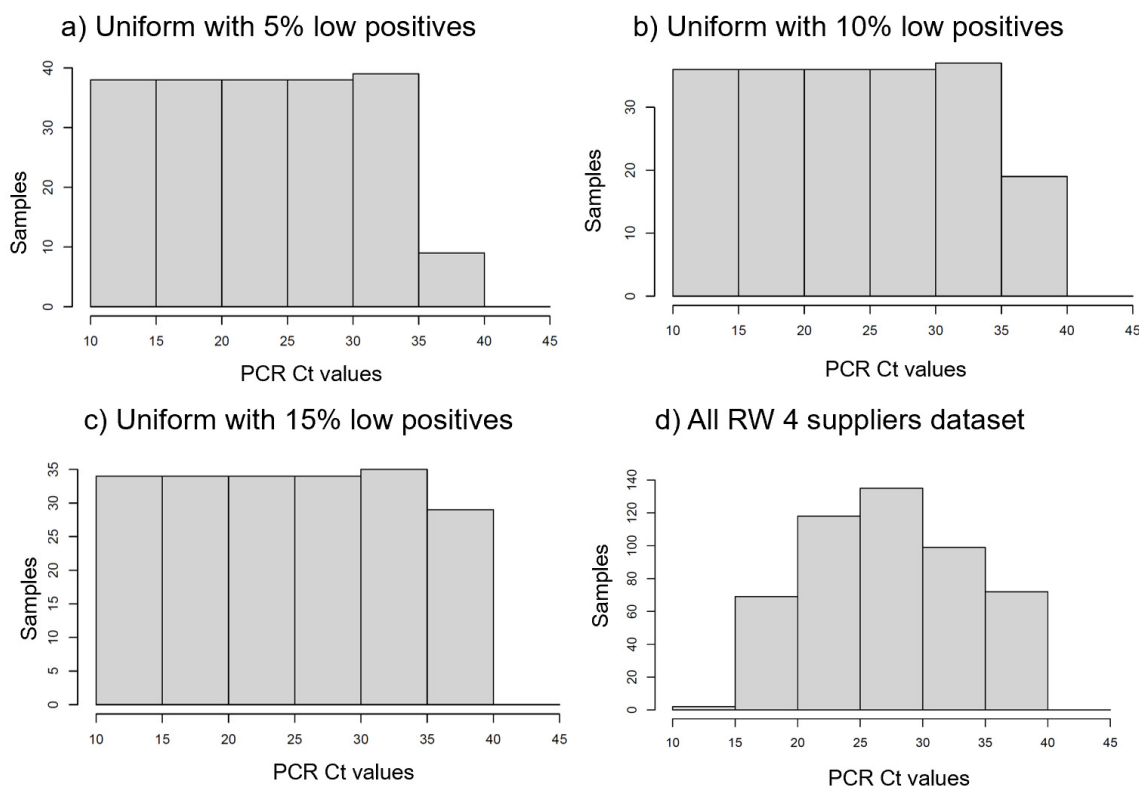 a) Uniform with 5% low positives
40
30
20
10
0
Samples
10 15 20 25 30 35 40 45
PCR Ct values
b) Uniform with 10% low positives
30
20
10
0
Samples
10 15 20 25 30 35 40 45
PCR Ct values
c) Uniform with 15% low positives
35
30
25
20
15
10
5
0
Samples
10 15 20 25 30 35 40 45
PCR Ct values
d) All RW 4 suppliers dataset
140
120
100
80
60
40
20
0
Samples
10 15 20 25 30 35 40 45
PCR Ct values